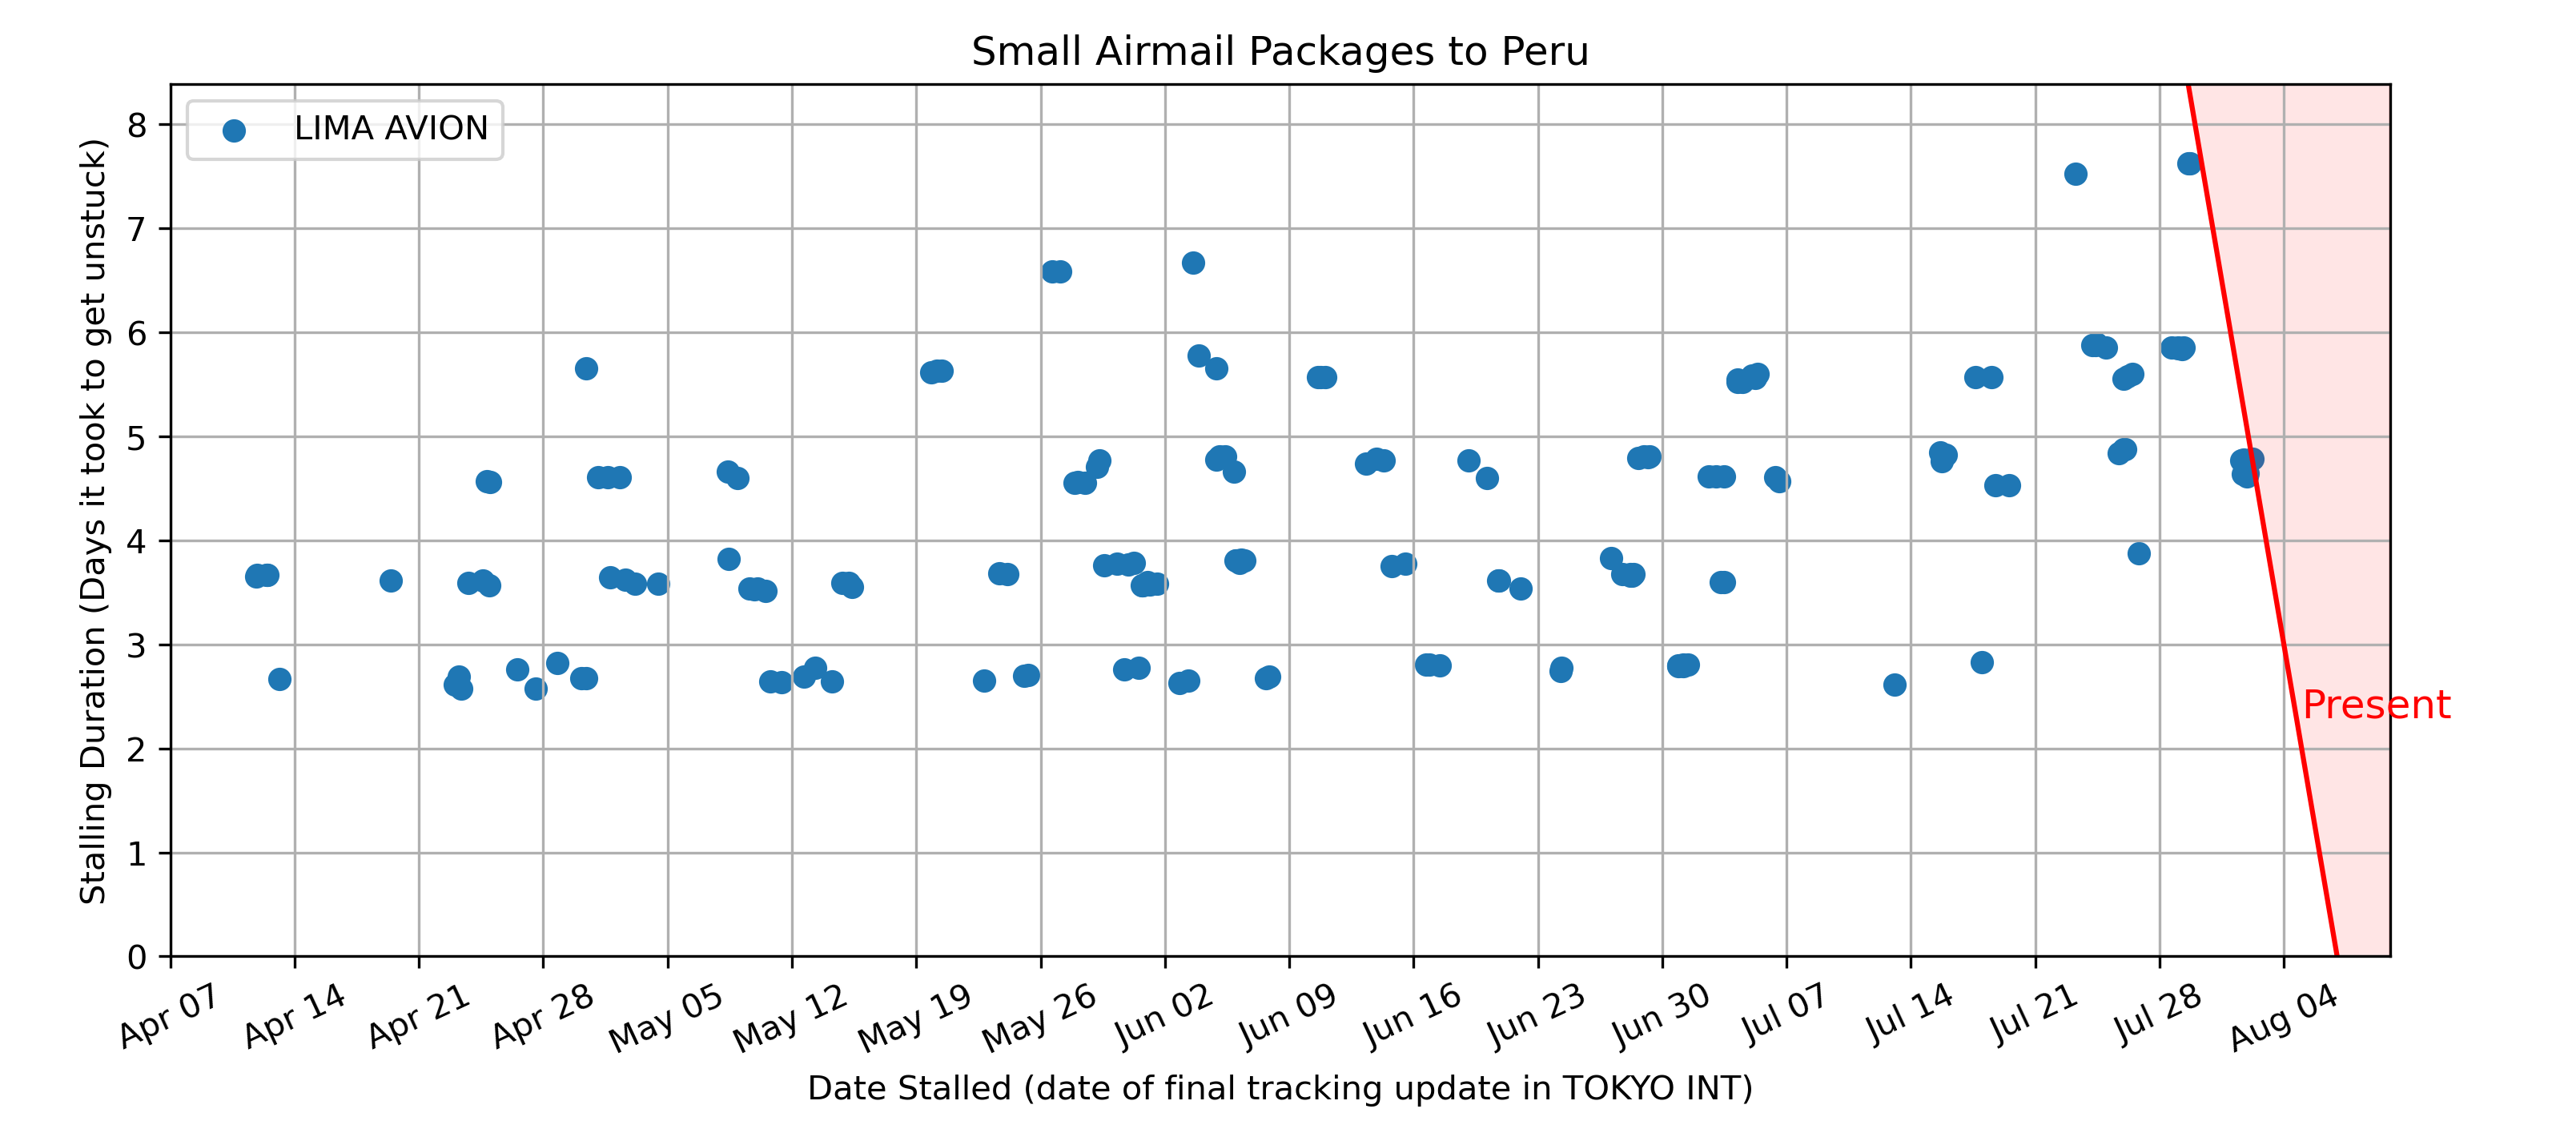 Small Airmail Packages to Peru
LIMA AVION
Stalling Duration (Days it took to get unstuck)
8
7
6
5
4
3
2
1
0
Present
Apr 07
Apr 14
Apr 21
Apr 28
May 05
May 12
May 19
May 26
Jun 02
Jun 09
Jun 16
Jun 23
Jun 30
Jul 07
Jul 14
Jul 21
Jul 28
Aug 04
Date Stalled (date of final tracking update in TOKYO INT)